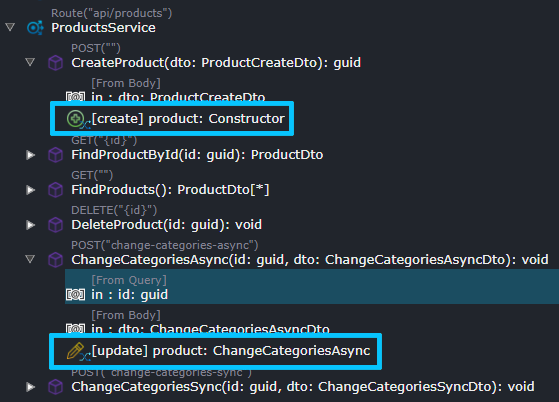 Route("api/products")
ProductsService
POST("")
CreateProduct(dto: ProductCreateDto): guid
[From Body]
in : dto: ProductCreateDto
.[create] product: Constructor
GET("{id}")
FindProductById(id: guid): ProductDto
GET("")
FindProducts(): ProductDto[*]
DELETE("{id}")
DeleteProduct(id: guid): void
POST("change-categories-async")
ChangeCategoriesAsync(id: guid, dto: ChangeCategoriesAsyncDto): void
[From Query]
in : id: guid
[From Body]
in : dto: ChangeCategoriesAsyncDto
.[update] product: ChangeCategoriesAsync
POST("change-categories-sync")
ChangeCategoriesSync(id: guid, dto: ChangeCategoriesSyncDto): void